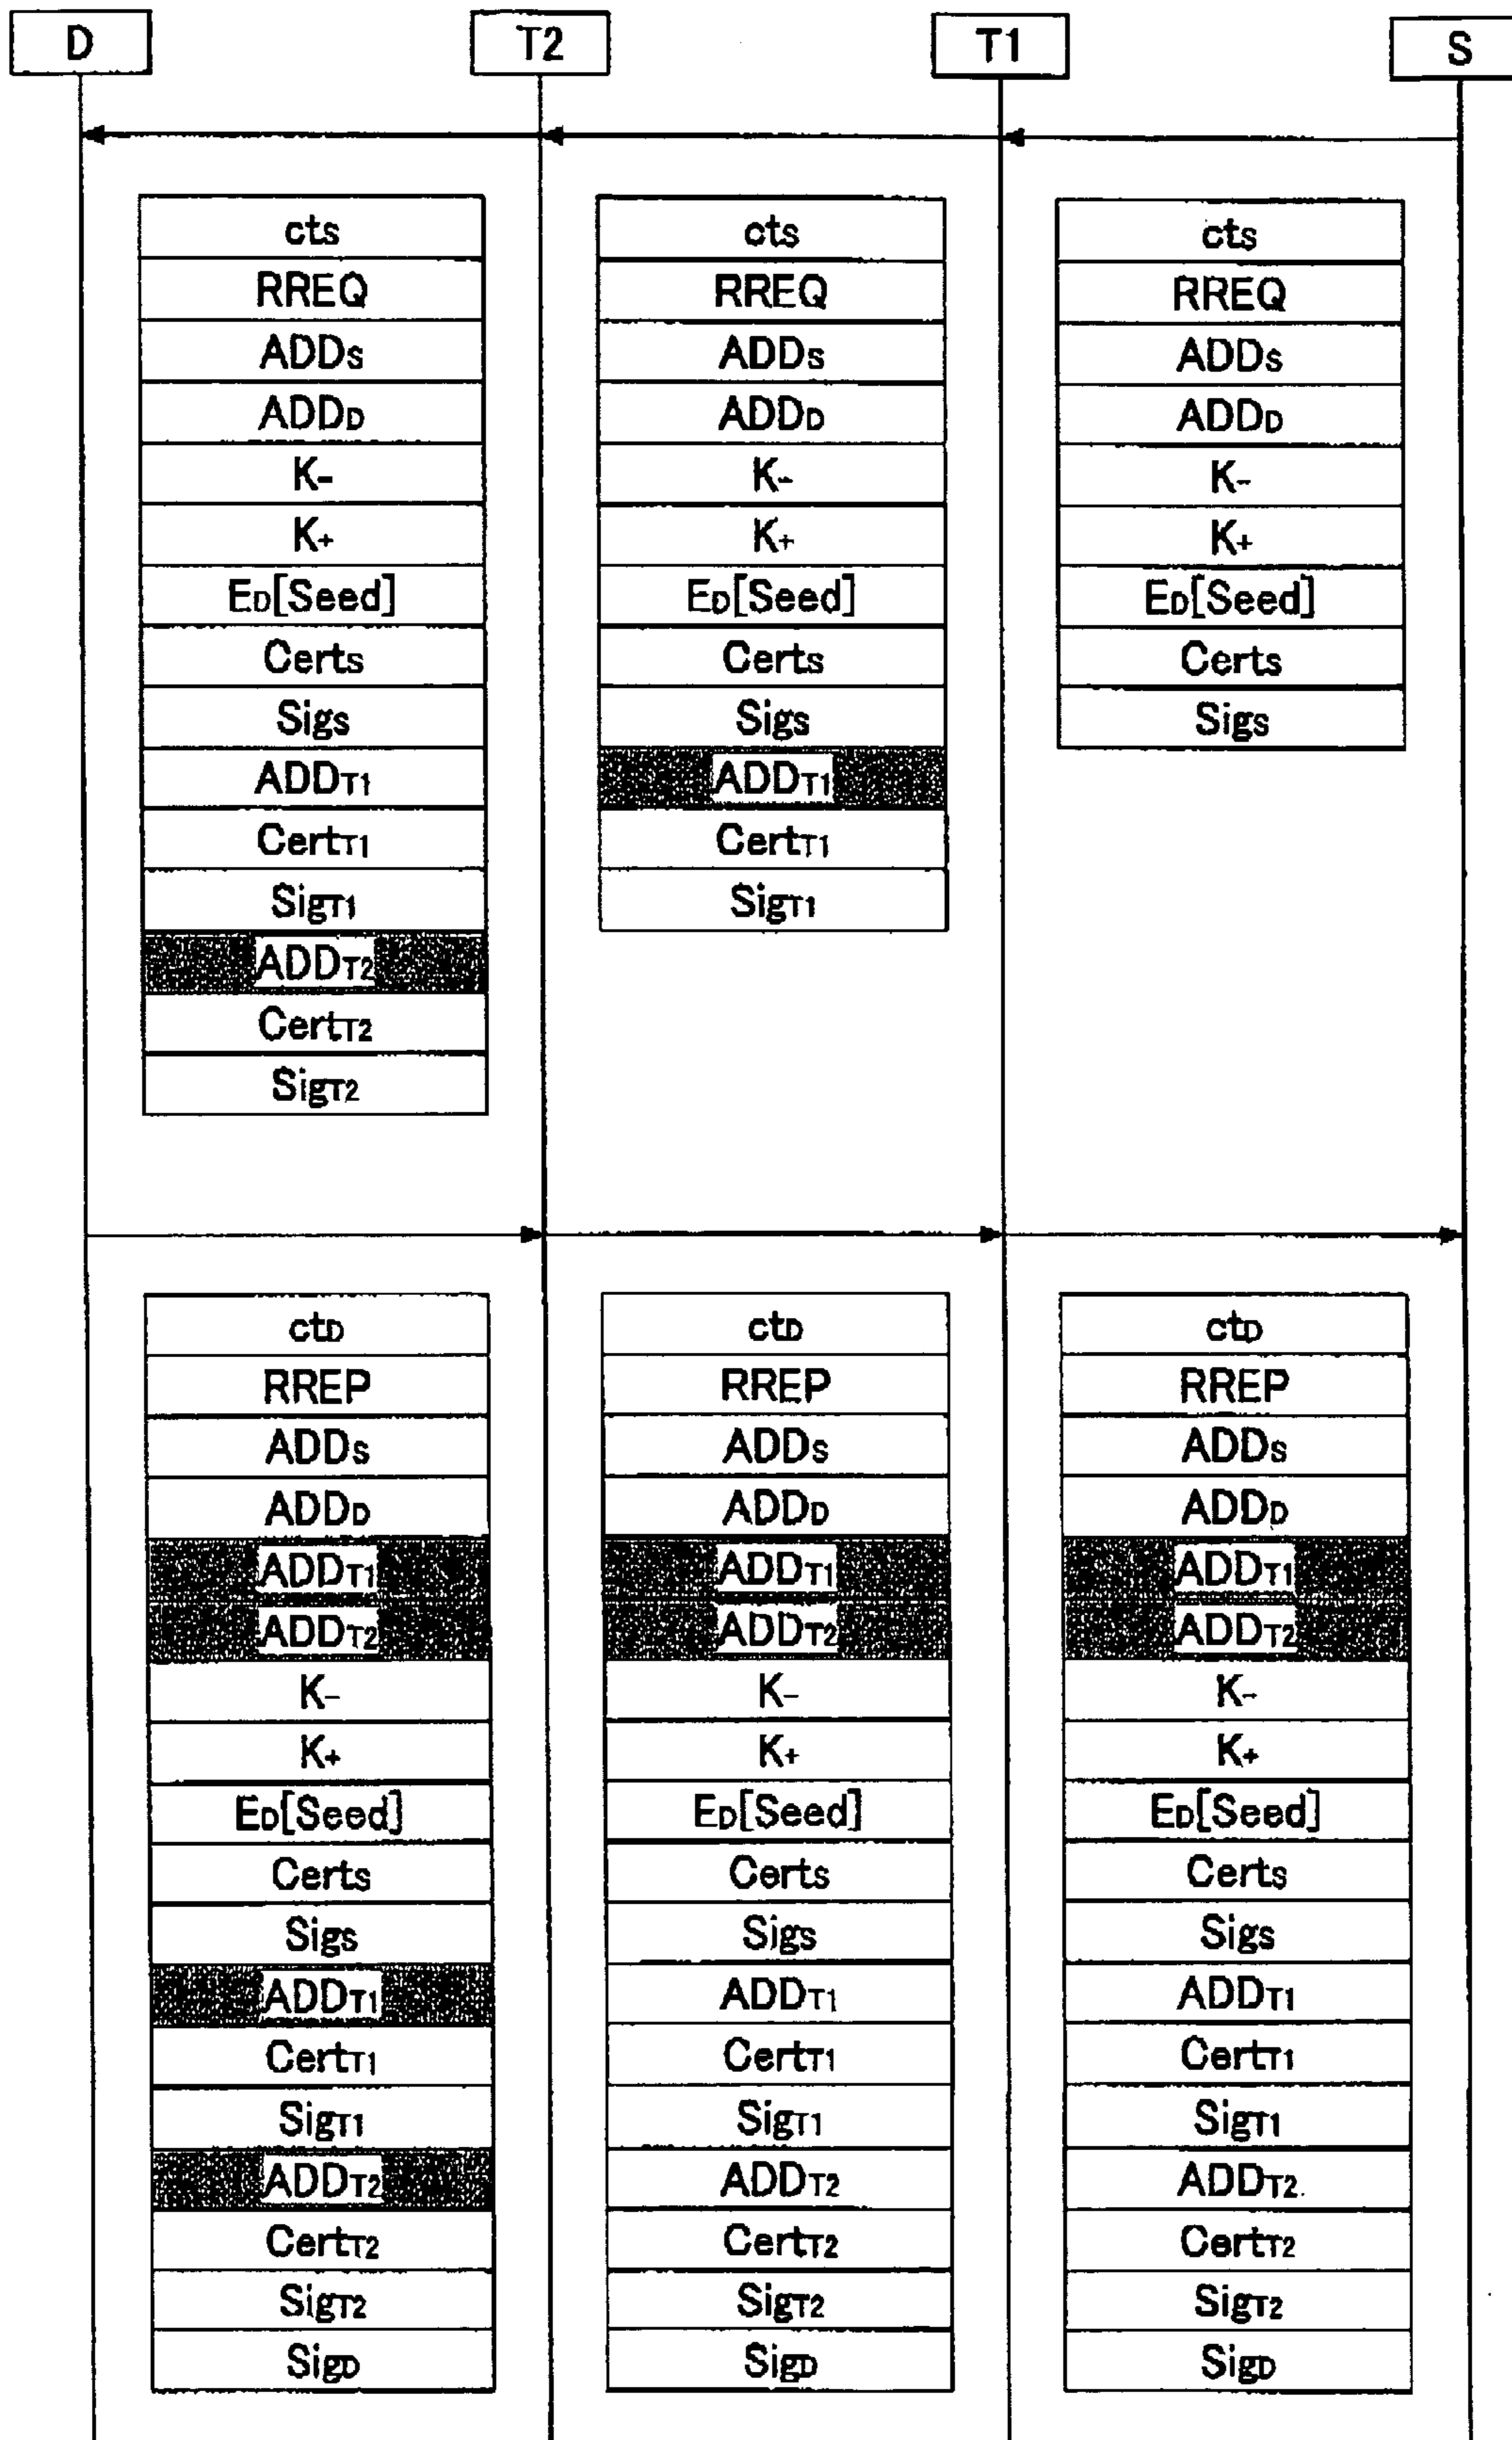 D
T2
T1
S
cts
RREQ
ADDs
ADDD
K-
K+
ED[Seed]
Certs
Sigs
ADDT1
CertT1
SigT1
ADDT2
CertT2
SigT2
cts
RREQ
ADDs
ADDD
K-
K+
ED[Seed]
Certs
Sigs
ADDT1
CertT1
SigT1
cts
RREQ
ADDs
ADDD
K-
K+
ED[Seed]
Certs
Sigs
ctD
RREP
ADDs
ADDD
ADDT1
ADDT2
K-
K+
ED[Seed]
Certs
Sigs
ADDT1
CertT1
SigT1
ADDT2
CertT2
SigT2
SigD
ctD
RREP
ADDs
ADDD
ADDT1
ADDT2
K-
K+
ED[Seed]
Certs
Sigs
ADDT1
CertT1
SigT1
ADDT2
CertT2
SigT2
SigD
ctD
RREP
ADDs
ADDD
ADDT1
ADDT2
K-
K+
ED[Seed]
Certs
Sigs
ADDT1
CertT1
SigT1
ADDT2
CertT2
SigT2
SigD